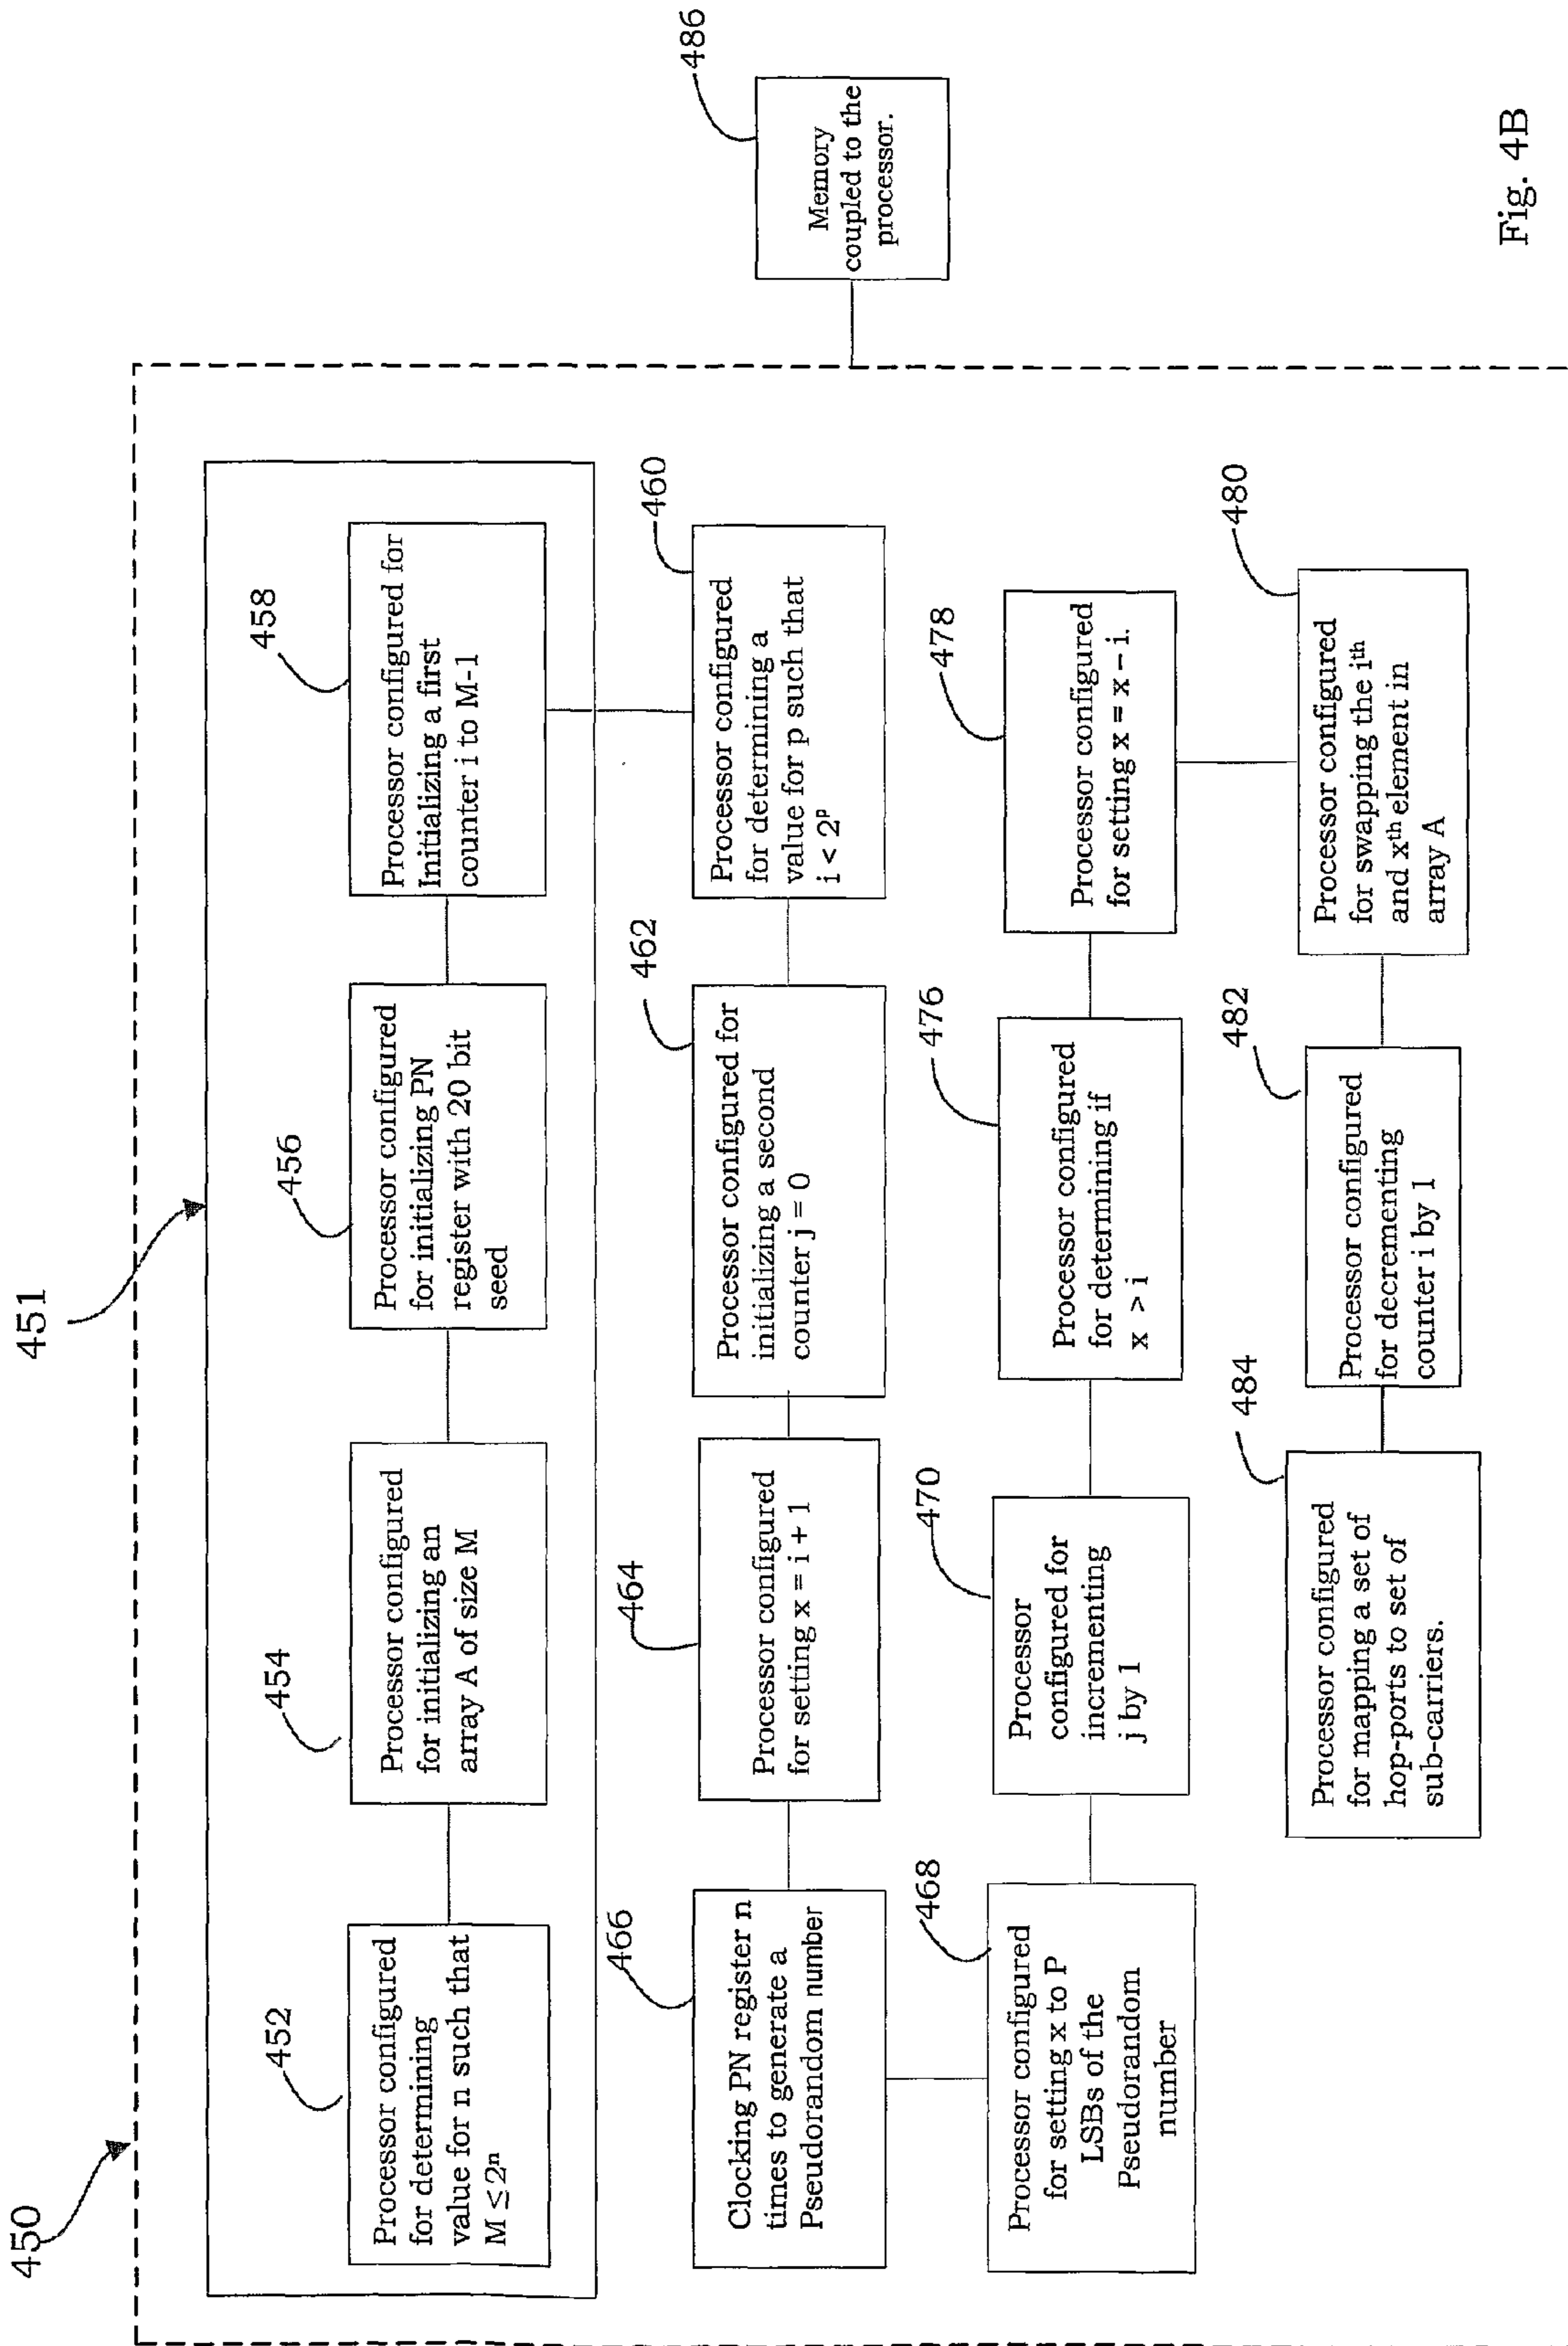 450
451
452
Processor configured
for determining
value for n such that
M ≤ 2ⁿ
454
Processor configured
for initializing an
array A of size M
456
Processor configured
for initializing PN
register with 20 bit
seed
458
Processor configured for
Initializing a first
counter i to M-1
460
Processor configured
for determining a
value for p such that
i < 2ᵖ
462
Processor configured for
initializing a second
counter j = 0
464
Processor configured
for setting x = i + 1
466
Clocking PN register n
times to generate a
Pseudorandom number
468
Processor configured
for setting x to P
LSBs of the
Pseudorandom
number
470
Processor
configured for
incrementing
j by 1
476
Processor configured
for determining if
x > i
478
Processor configured
for setting x = x – i.
480
Processor configured
for swapping the iᵗʰ
and xᵗʰ element in
array A
482
Processor configured
for decrementing
counter i by 1
484
Processor configured
for mapping a set of
hop-ports to set of
sub-carriers.
486
Memory
coupled to the
processor.
Fig. 4B